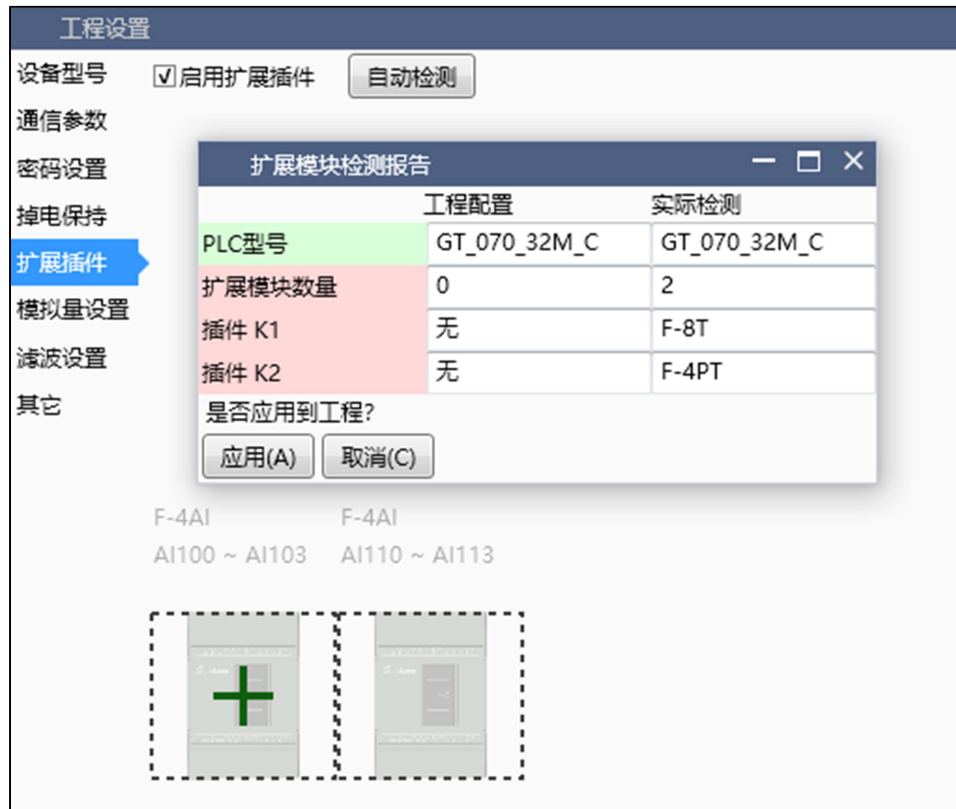 工程设置
设备型号
启用扩展插件
自动检测
通信参数
密码设置
掉电保持
扩展插件
模拟量设置
滤波设置
其它
扩展模块检测报告
工程配置 实际检测
PLC型号 GT_070_32M_C GT_070_32M_C
扩展模块数量 0 2
插件 K1 无 F-8T
插件 K2 无 F-4PT
是否应用到工程?
应用(A) 取消(C)
F-4AI F-4AI
AI100 ~ AI103 AI110 ~ AI113